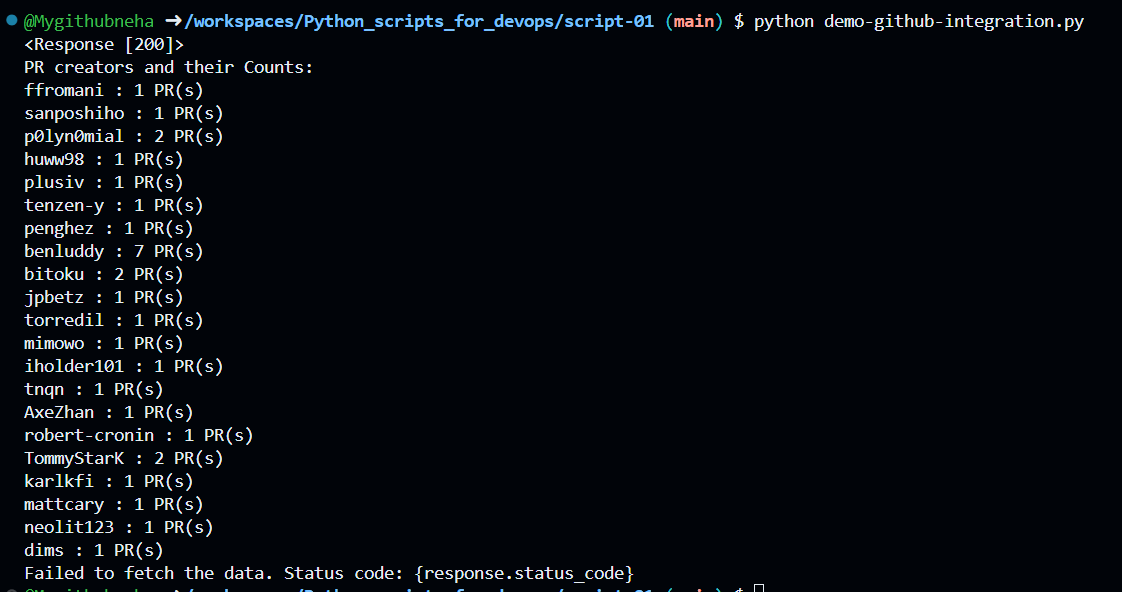 @Mygithubneha ➜/workspaces/Python_scripts_for_devops/script-01 (main) $ python demo-github-integration.py
<Response [200]>
PR creators and their Counts:
ffromani : 1 PR(s)
sanposhiho : 1 PR(s)
p0lyn0mial : 2 PR(s)
huww98 : 1 PR(s)
plusiv : 1 PR(s)
tenzen-y : 1 PR(s)
penghez : 1 PR(s)
benluddy : 7 PR(s)
bitoku : 2 PR(s)
jpbetz : 1 PR(s)
torredil : 1 PR(s)
mimowo : 1 PR(s)
iholder101 : 1 PR(s)
tnqn : 1 PR(s)
AxeZhan : 1 PR(s)
robert-cronin : 1 PR(s)
TommyStarK : 2 PR(s)
karlkfi : 1 PR(s)
mattcary : 1 PR(s)
neolit123 : 1 PR(s)
dims : 1 PR(s)
Failed to fetch the data. Status code: {response.status_code}